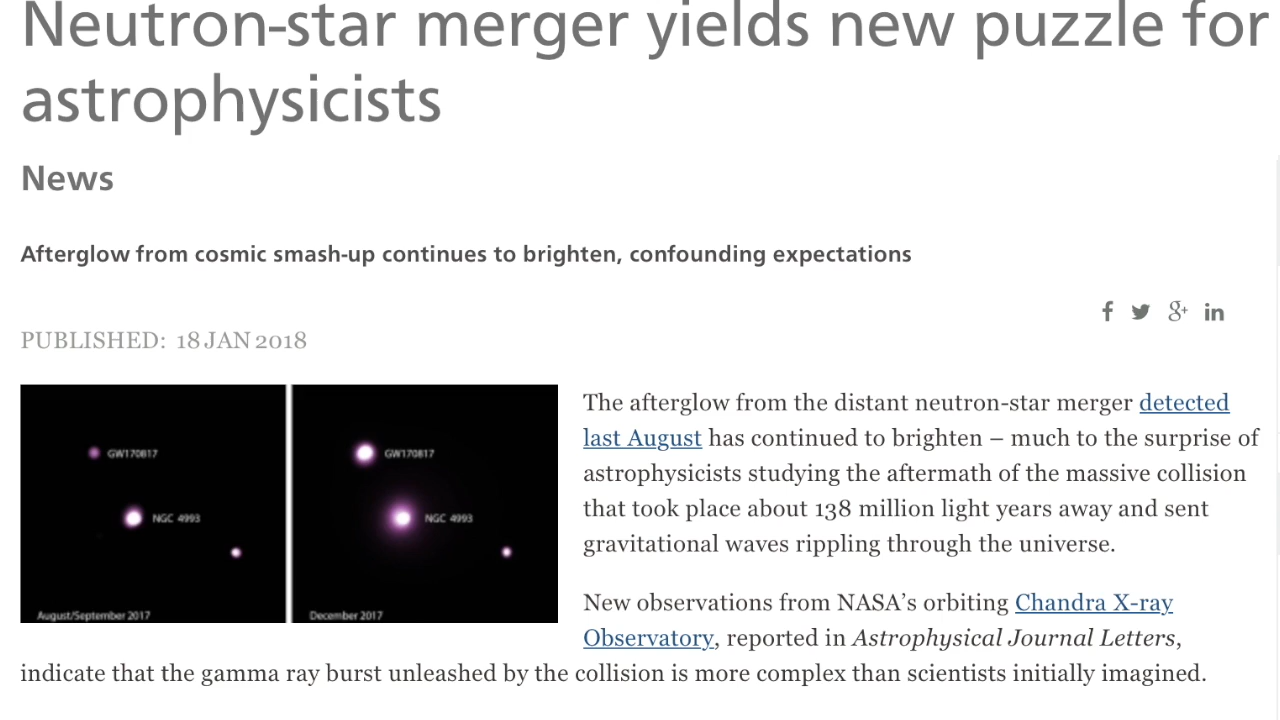 Neutron-star merger yields new puzzle for
astrophysicists
News
Afterglow from cosmic smash-up continues to brighten, confounding expectations
PUBLISHED: 18 JAN 2018
GW170817
NGC 4993
August/September 2017
GW170817
NGC 4993
December 2017
The afterglow from the distant neutron-star merger detected
last August has continued to brighten – much to the surprise of
astrophysicists studying the aftermath of the massive collision
that took place about 138 million light years away and sent
gravitational waves rippling through the universe.
New observations from NASA’s orbiting Chandra X-ray
Observatory, reported in Astrophysical Journal Letters,
indicate that the gamma ray burst unleashed by the collision is more complex than scientists initially imagined.